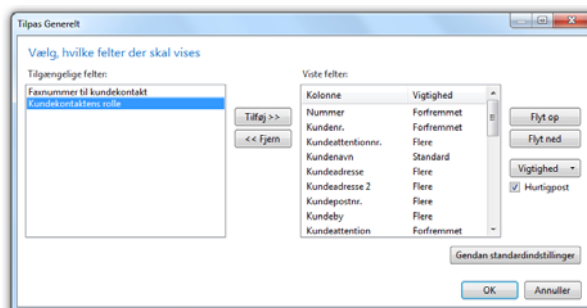 Tilpas Generelt
Vælg, hvilke felter der skal vises
Tilgængelige felter:
Faxnummer til kundekontakt
Kundekontaktens rolle
Tilføj >>
<< Fjern
Viste felter:
Kolonne Vigtighed
Nummer Forfremmet
Kundenr. Forfremmet
Kundeattentionnr. Flere
Kundenavn Standard
Kundeadresse Flere
Kundeadresse 2 Flere
Kundepostnr. Flere
Kundeby Flere
Kundeattention Forfremmet
Flyt op
Flyt ned
Vigtighed
Hurtigpost
Gendan standardindstillinger
OK
Annuller